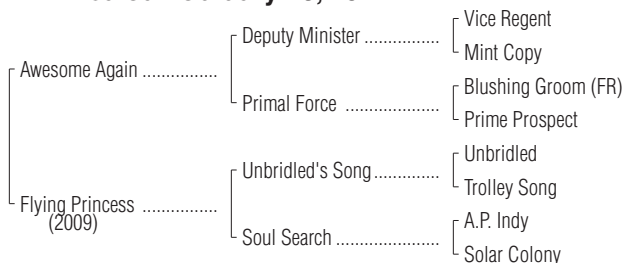 Vice Regent
Deputy Minister ................
Mint Copy
Awesome Again ................
Blushing Groom (FR)
Primal Force ....................
Prime Prospect
Unbridled
Unbridled's Song..............
Trolley Song
Flying Princess ................
(2009)
A.P. Indy
Soul Search ......................
Solar Colony